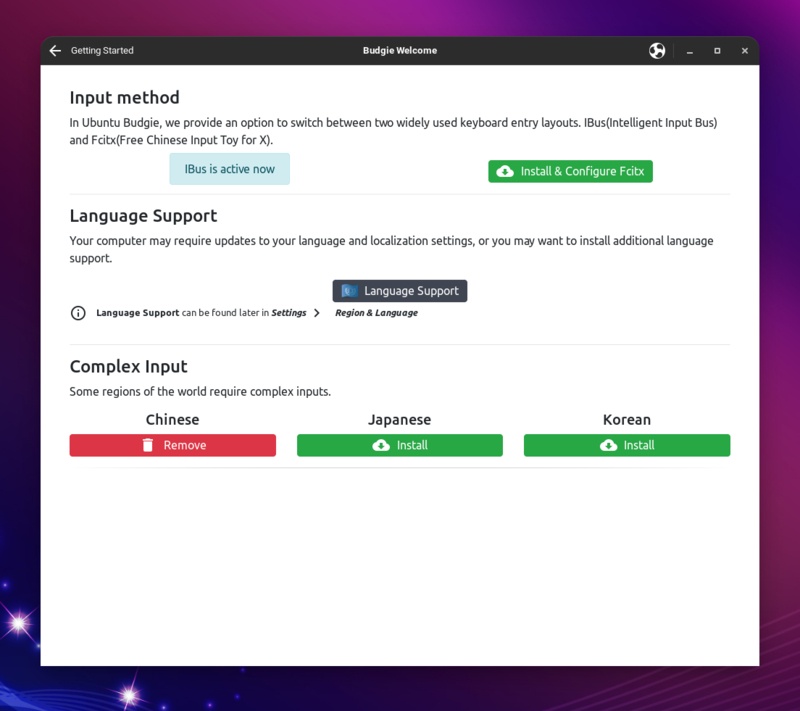 Getting Started
Budgie Welcome
Input method
In Ubuntu Budgie, we provide an option to switch between two widely used keyboard entry layouts. IBus(Intelligent Input Bus)
and Fcitx(Free Chinese Input Toy for X).
IBus is active now
Install & Configure Fcitx
Language Support
Your computer may require updates to your language and localization settings, or you may want to install additional language
support.
Language Support
Language Support can be found later in Settings > Region & Language
Complex Input
Some regions of the world require complex inputs.
Chinese
Japanese
Korean
Remove
Install
Install